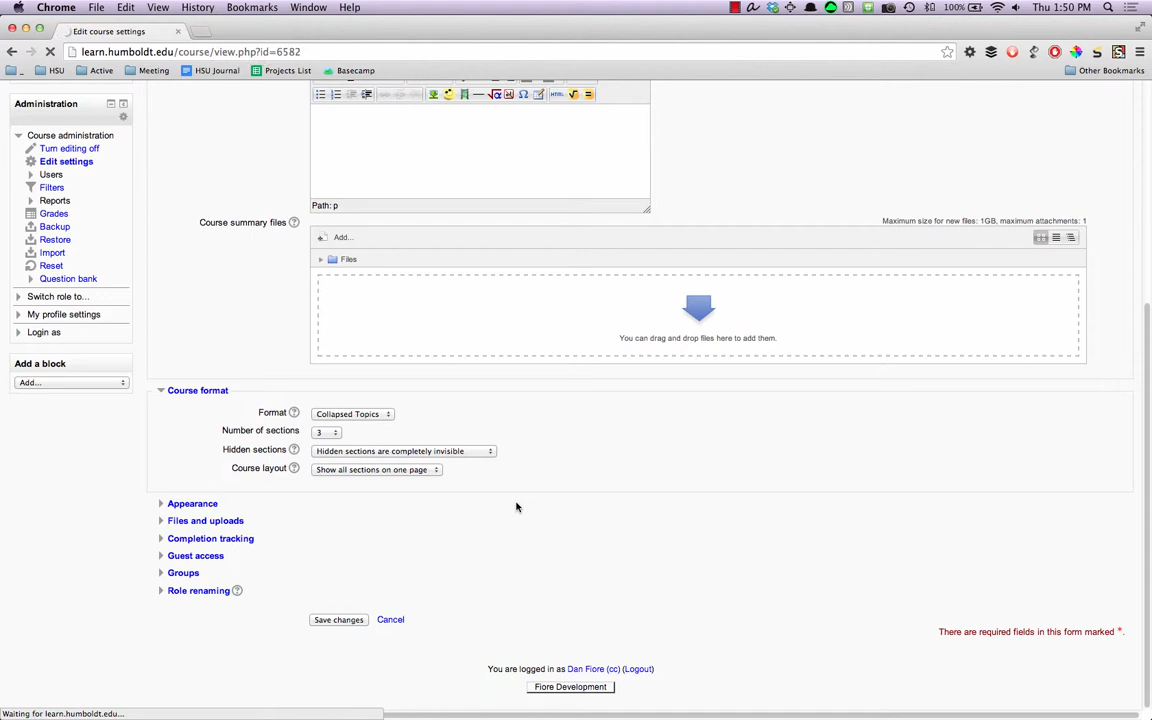 Chrome File Edit View History Bookmarks Window Help 100% Thu 1:50 PM
Edit course settings
learn.humboldt.edu/course/view.php?id=6582
HSU Active Meeting HSU Journal Projects List Basecamp Other Bookmarks
Administration
Course administration
Turn editing off
Edit settings
Users
Filters
Reports
Grades
Backup
Restore
Import
Reset
Question bank
Switch role to...
My profile settings
Login as
Add a block
Add...
HTML
Path: p
Course summary files
Maximum size for new files: 1GB, maximum attachments: 1
Add...
Files
You can drag and drop files here to add them.
Course format
Format Collapsed Topics
Number of sections 3
Hidden sections Hidden sections are completely invisible
Course layout Show all sections on one page
Appearance
Files and uploads
Completion tracking
Guest access
Groups
Role renaming
Save changes Cancel
There are required fields in this form marked *.
You are logged in as Dan Fiore (cc) (Logout)
Fiore Development
Waiting for learn.humboldt.edu...